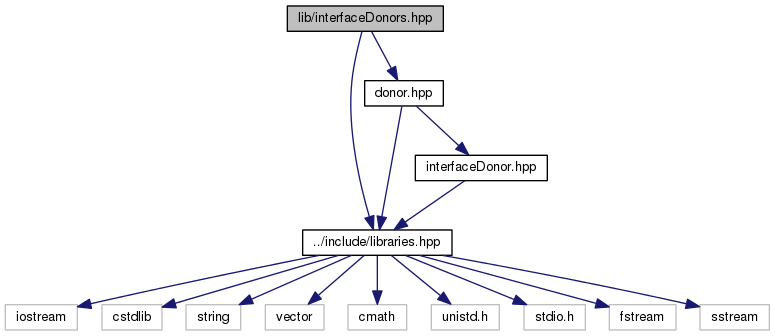 lib/interfaceDonors.hpp
donor.hpp
interfaceDonor.hpp
../include/libraries.hpp
iostream
cstdlib
string
vector
cmath
unistd.h
stdio.h
fstream
sstream